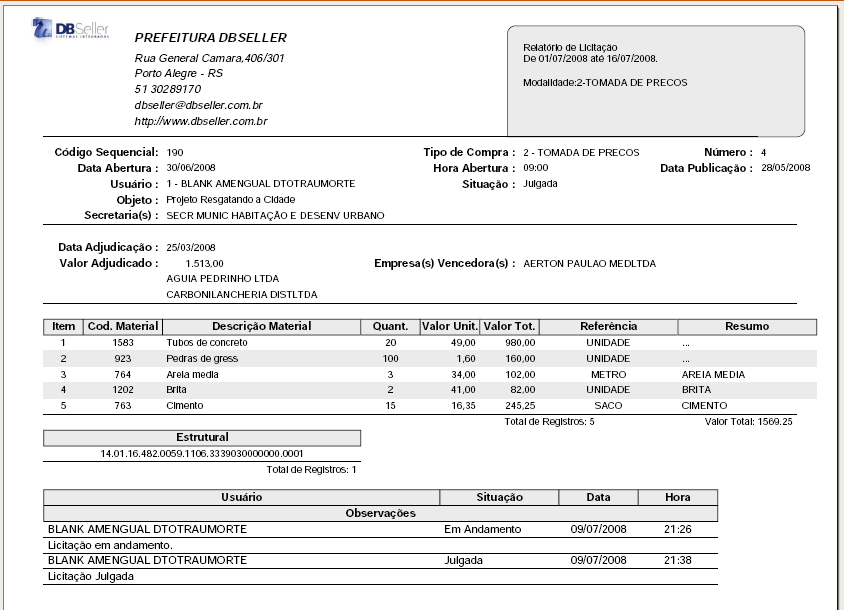 DBSeller
SISTEMAS INTEGRADOS
PREFEITURA DBSELLER
Rua General Camara,406/301
Porto Alegre - RS
51 30289170
dbseller@dbseller.com.br
http://www.dbseller.com.br
Relatório de Licitação
De 01/07/2008 até 16/07/2008.
Modalidade:2-TOMADA DE PRECOS
Código Sequencial: 190 Tipo de Compra : 2 - TOMADA DE PRECOS Número : 4
Data Abertura : 30/06/2008 Hora Abertura : 09:00 Data Publicação : 28/05/2008
Usuário : 1 - BLANK AMENGUAL DTOTRAUMORTE Situação : Julgada
Objeto : Projeto Resgatando a Cidade
Secretaria(s) : SECR MUNIC HABITAÇÃO E DESENV URBANO
Data Adjudicação : 25/03/2008
Valor Adjudicado : 1.513,00 Empresa(s) Vencedora(s) : AERTON PAULAO MEDLTDA
AGUIA PEDRINHO LTDA
CARBONILANCHERIA DISTLTDA
Item Cod. Material Descrição Material Quant. Valor Unit. Valor Tot. Referência Resumo
1 1583 Tubos de concreto 20 49,00 980,00 UNIDADE ...
2 923 Pedras de gress 100 1,60 160,00 UNIDADE ...
3 764 Areia media 3 34,00 102,00 METRO AREIA MEDIA
4 1202 Brita 2 41,00 82,00 UNIDADE BRITA
5 763 Cimento 15 16,35 245,25 SACO CIMENTO
Total de Registros: 5 Valor Total: 1569.25
Estrutural
14.01.16.482.0059.1106.3339030000000.0001
Total de Registros: 1
Usuário Situação Data Hora
Observações
BLANK AMENGUAL DTOTRAUMORTE Em Andamento 09/07/2008 21:26
Licitação em andamento.
BLANK AMENGUAL DTOTRAUMORTE Julgada 09/07/2008 21:38
Licitação Julgada